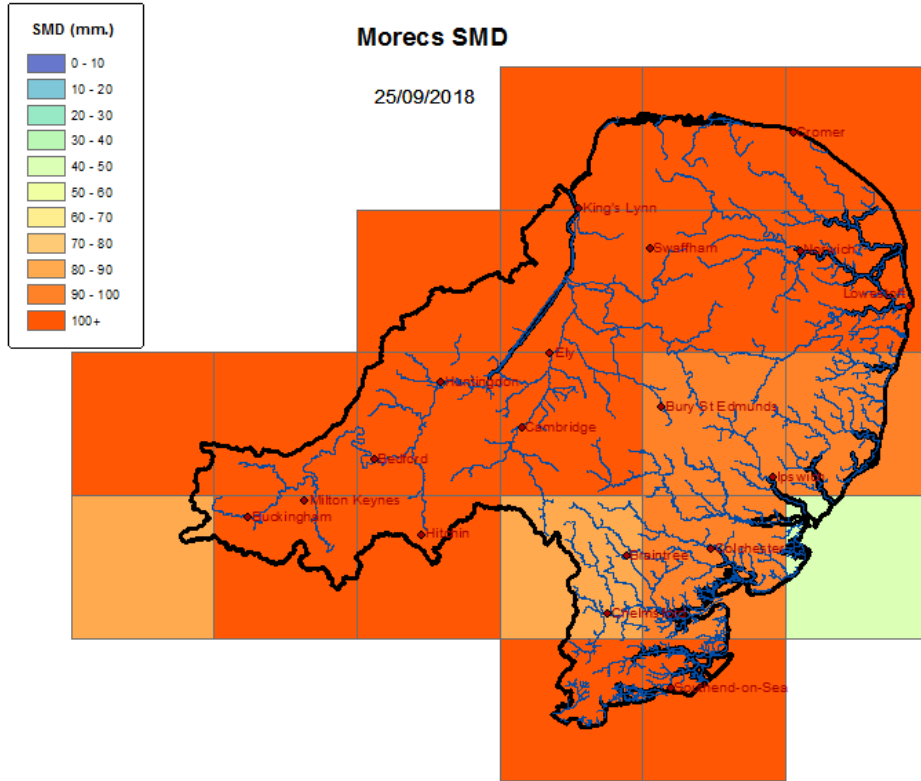 SMD (mm.)
0 - 10
10 - 20
20 - 30
30 - 40
40 - 50
50 - 60
60 - 70
70 - 80
80 - 90
90 - 100
100+
Morecs SMD
25/09/2018
Cromer
King's Lynn
Swaffham
Norwich
Lowestoft
Ely
Huntingdon
Bury St Edmunds
Cambridge
Bedford
Ipswich
Milton Keynes
Buckingham
Hitchin
Colchester
Braintree
Chelmsford
Southend-on-Sea